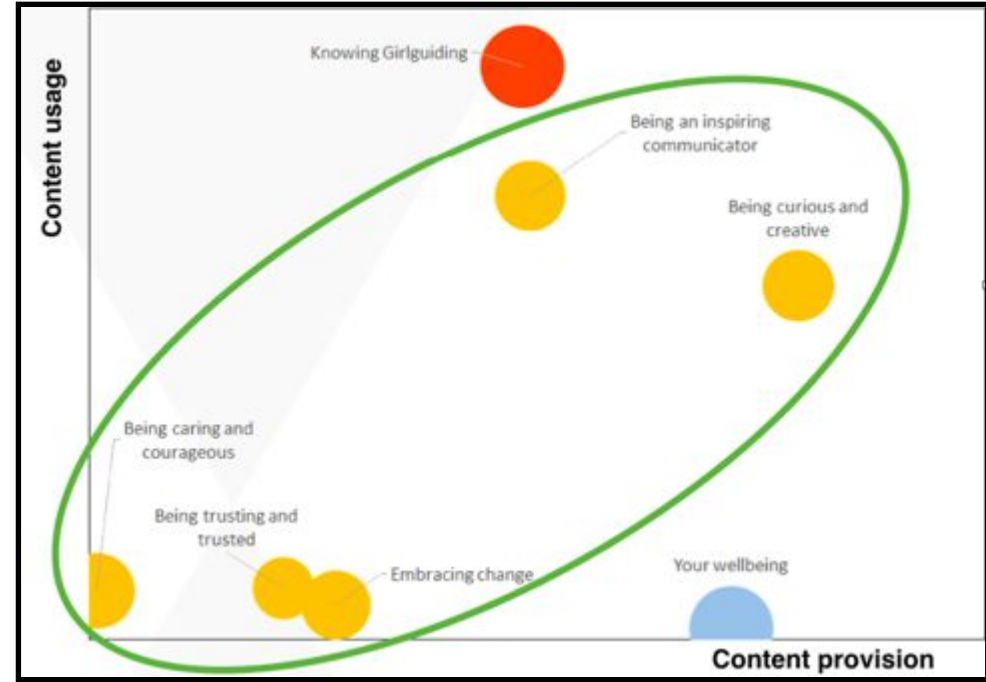 Content usage
Knowing Girlguiding
Being an inspiring
communicator
Being curious and
creative
Being caring and
courageous
Being trusting and
trusted
Embracing change
Your wellbeing
Content provision